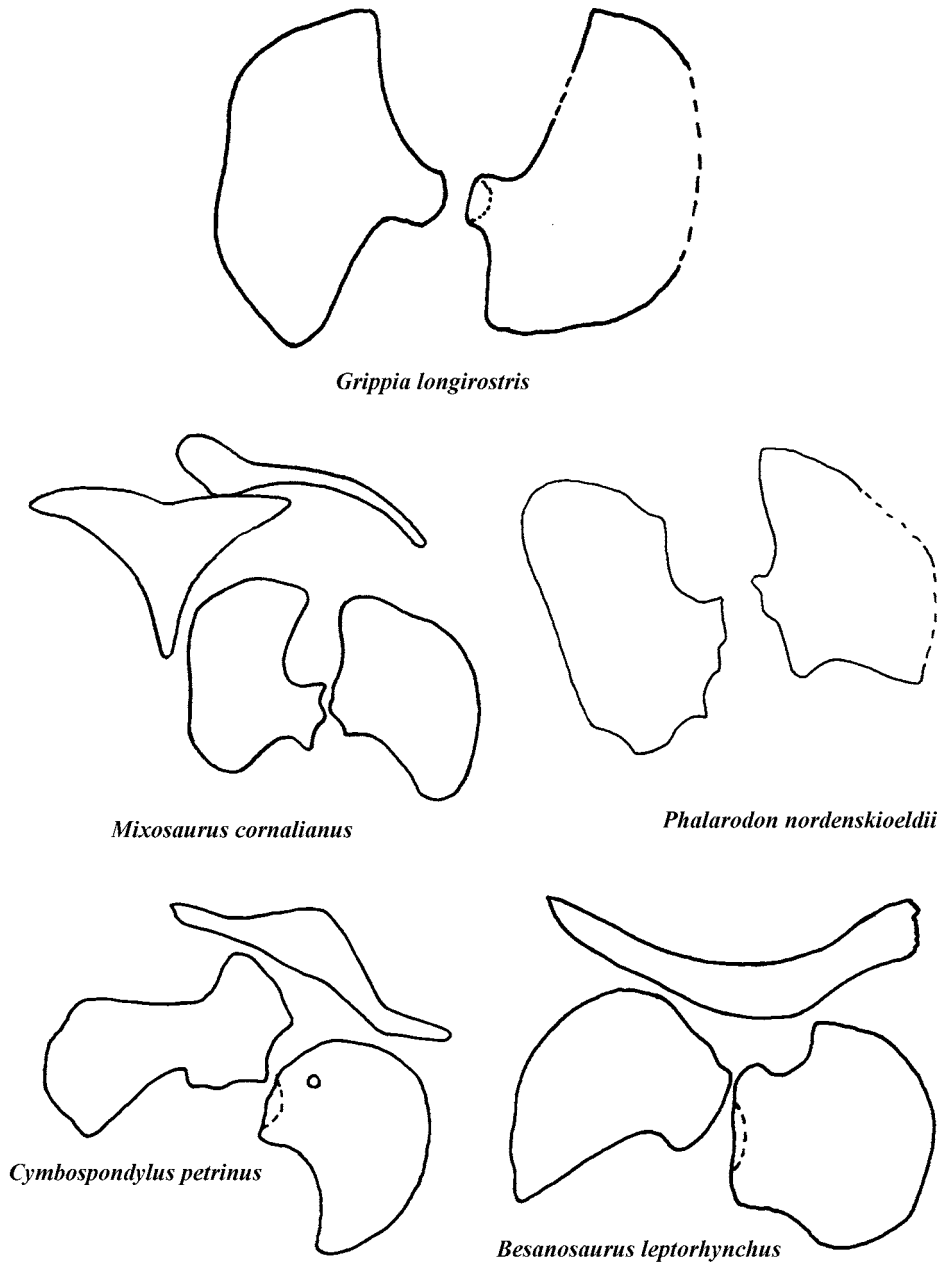 Grippia longirostris
Mixosaurus cornalianus
Phalarodon nordenskioeldii
Cymbospondylus petrinus
Besanosaurus leptorhynchus